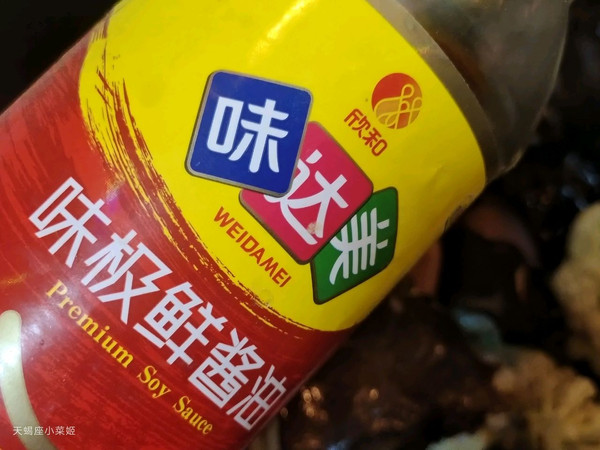 欣和
味达美
WEIDAMEI
味极鲜酱油
Premium Soy Sauce
天蝎座小菜姬